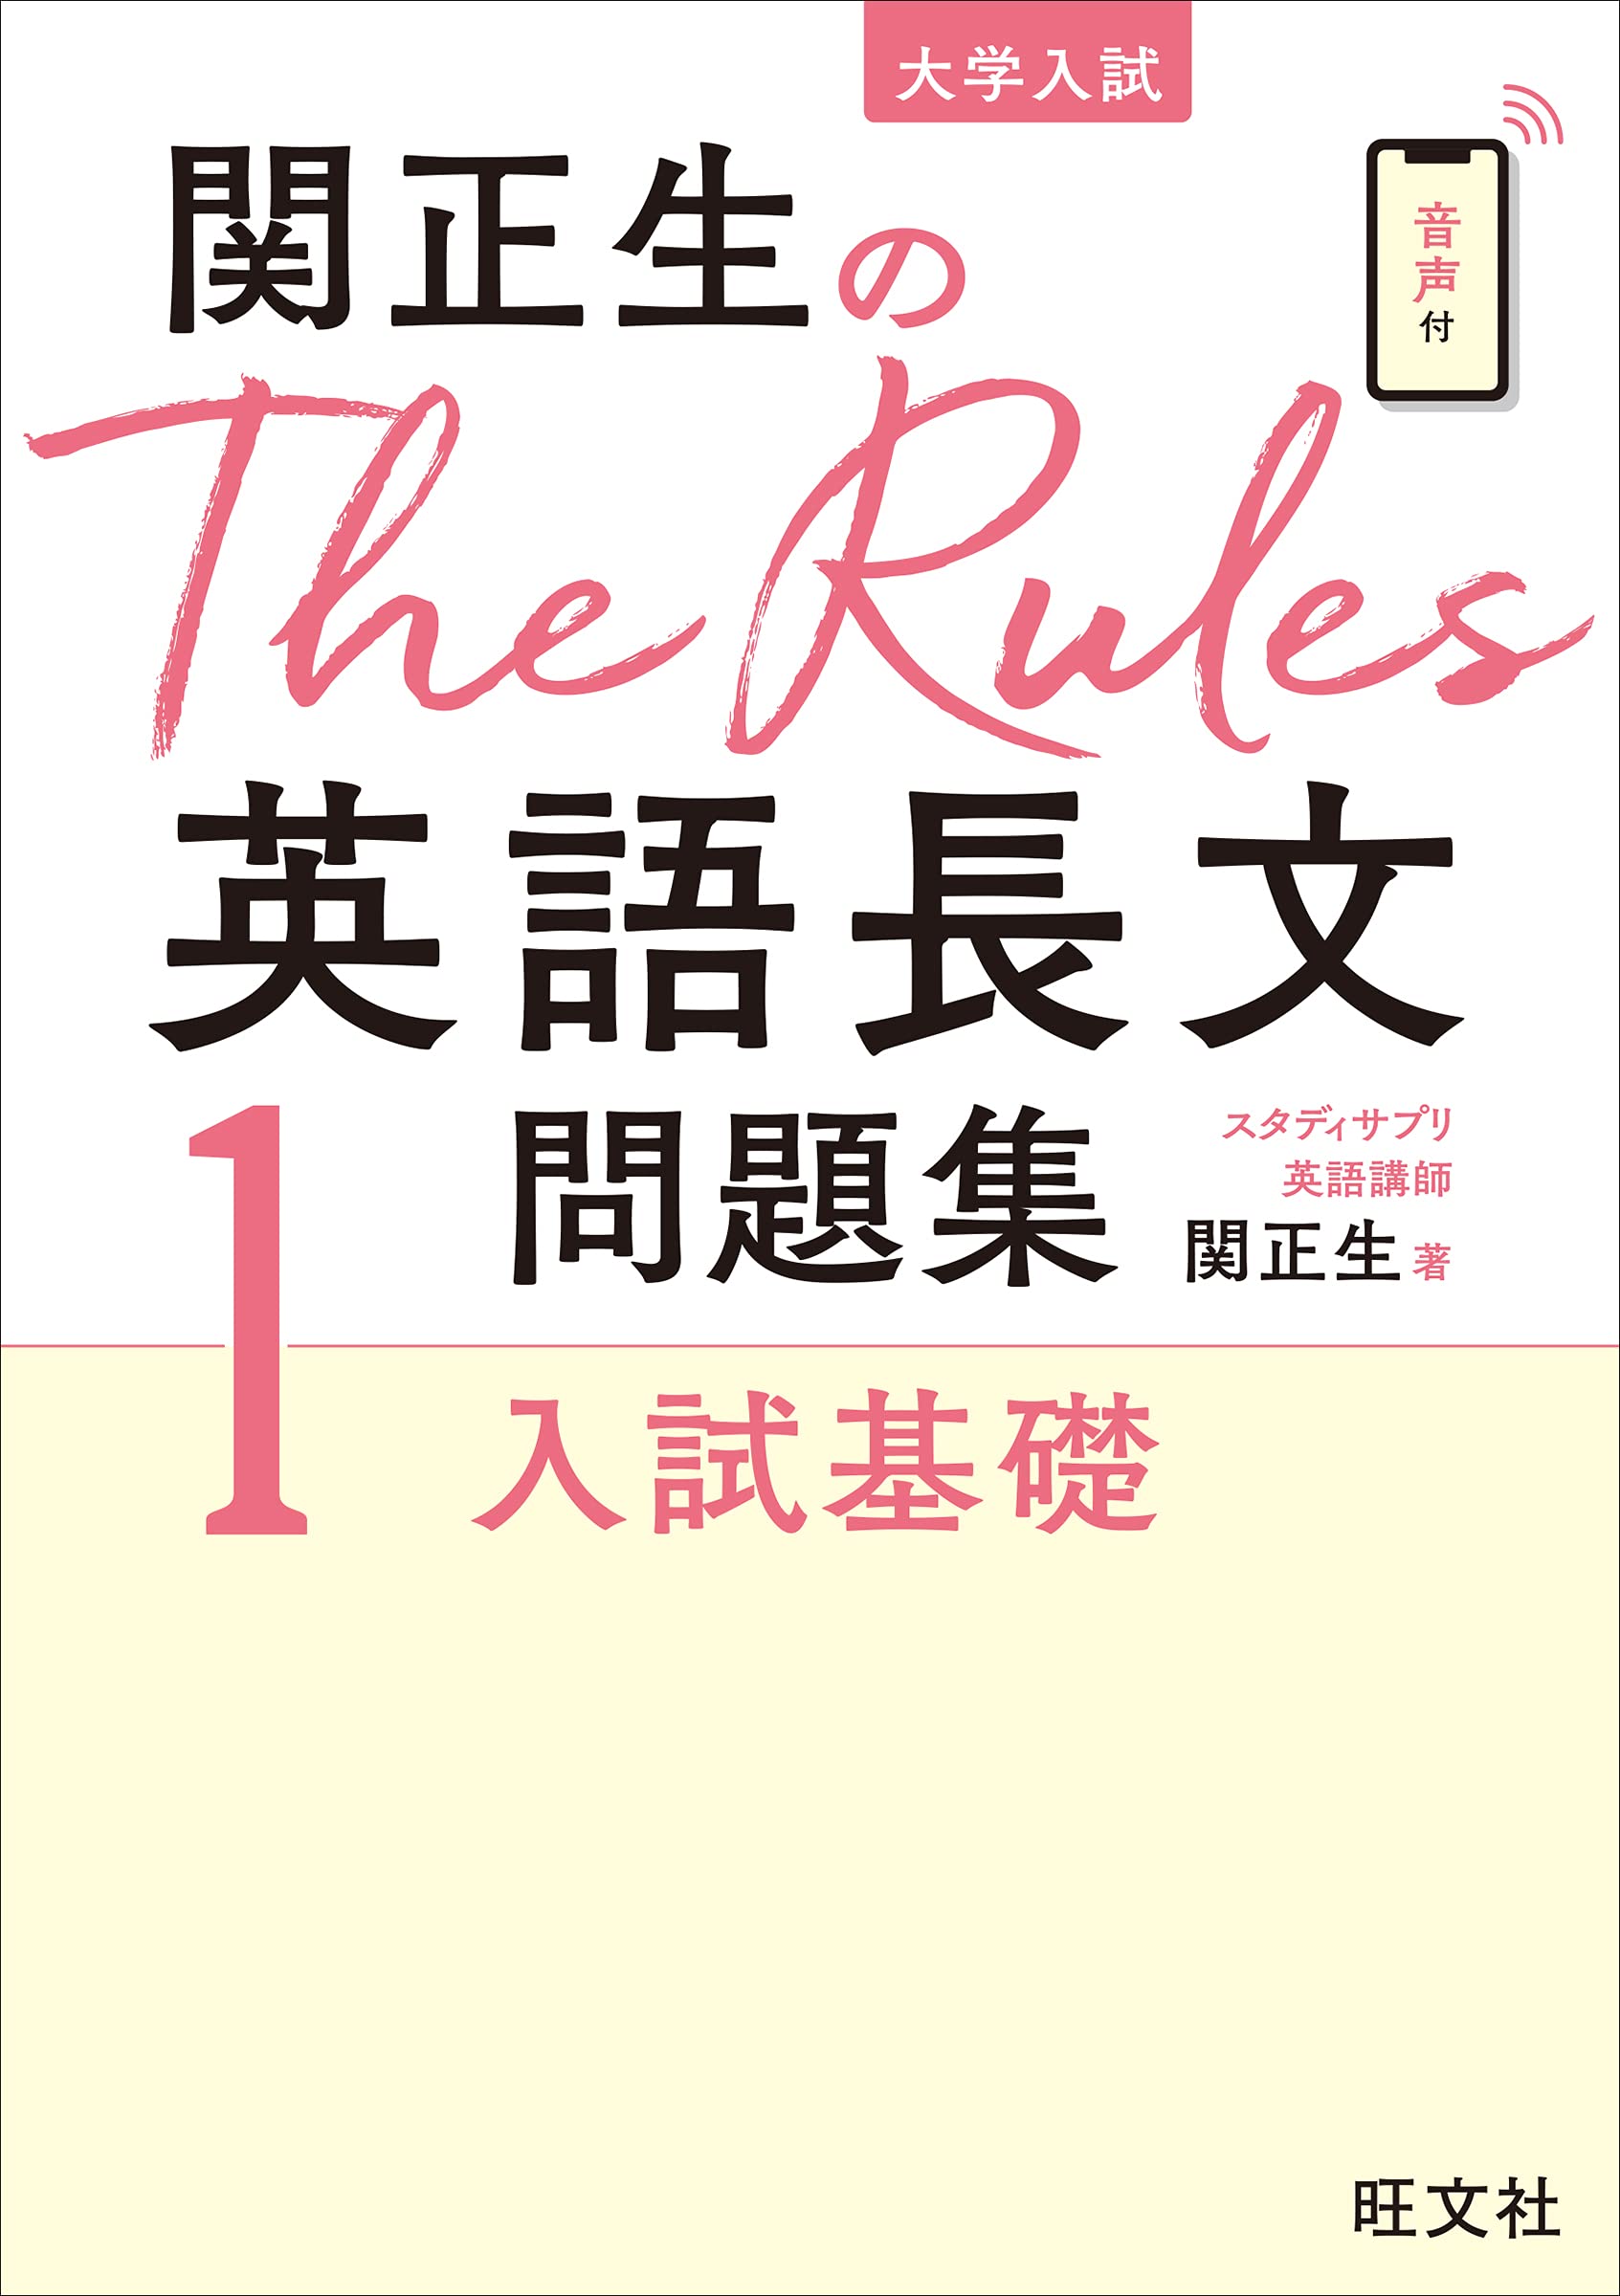 大学入試
関正生の
音声付
The Rules
英語長文
1
問題集
スタディサプリ
英語講師
関正生 著
入試基礎
旺文社